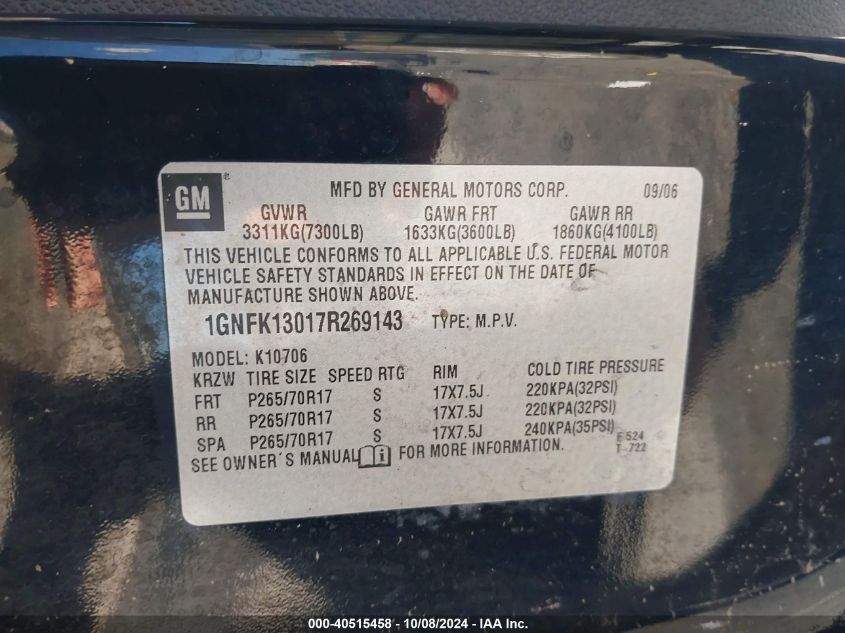 GM ®
MFD BY GENERAL MOTORS CORP. 09/06
GVWR GAWR FRT GAWR RR
3311KG(7300LB) 1633KG(3600LB) 1860KG(4100LB)
THIS VEHICLE CONFORMS TO ALL APPLICABLE U.S. FEDERAL MOTOR
VEHICLE SAFETY STANDARDS IN EFFECT ON THE DATE OF
MANUFACTURE SHOWN ABOVE.
1GNFK13017R269143 TYPE: M.P.V.
MODEL: K10706
KRZW TIRE SIZE SPEED RTG RIM COLD TIRE PRESSURE
FRT P265/70R17 S 17X7.5J 220KPA(32PSI)
RR P265/70R17 S 17X7.5J 220KPA(32PSI)
SPA P265/70R17 S 17X7.5J 240KPA(35PSI)
E 524
T 722
SEE OWNER'S MANUAL i FOR MORE INFORMATION.
000-40515458 - 10/08/2024 - IAA Inc.